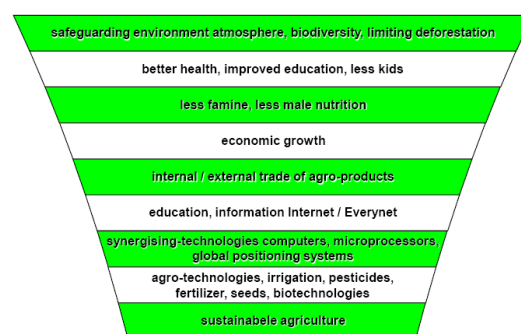 safeguarding environment atmosphere, biodiversity, limiting deforestation
better health, improved education, less kids
less famine, less male nutrition
economic growth
internal / external trade of agro-products
education, information Internet / Everynet
synergising-technologies computers, microprocessors,
global positioning systems
agro-technologies, irrigation, pesticides,
fertilizer, seeds, biotechnologies
sustainabele agriculture